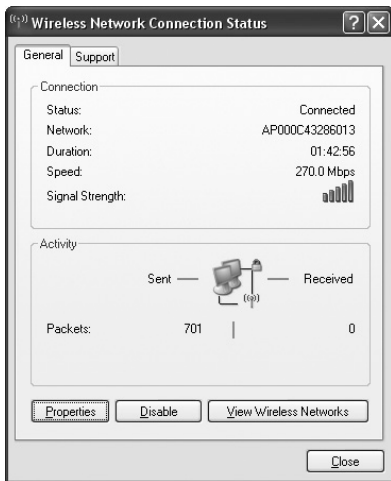 Wireless Network Connection Status
General Support
Connection
Status: Connected
Network: AP000C43286013
Duration: 01:42:56
Speed: 270.0 Mbps
Signal Strength:
Activity
Sent — Received
Packets: 701 | 0
Properties Disable View Wireless Networks
Close